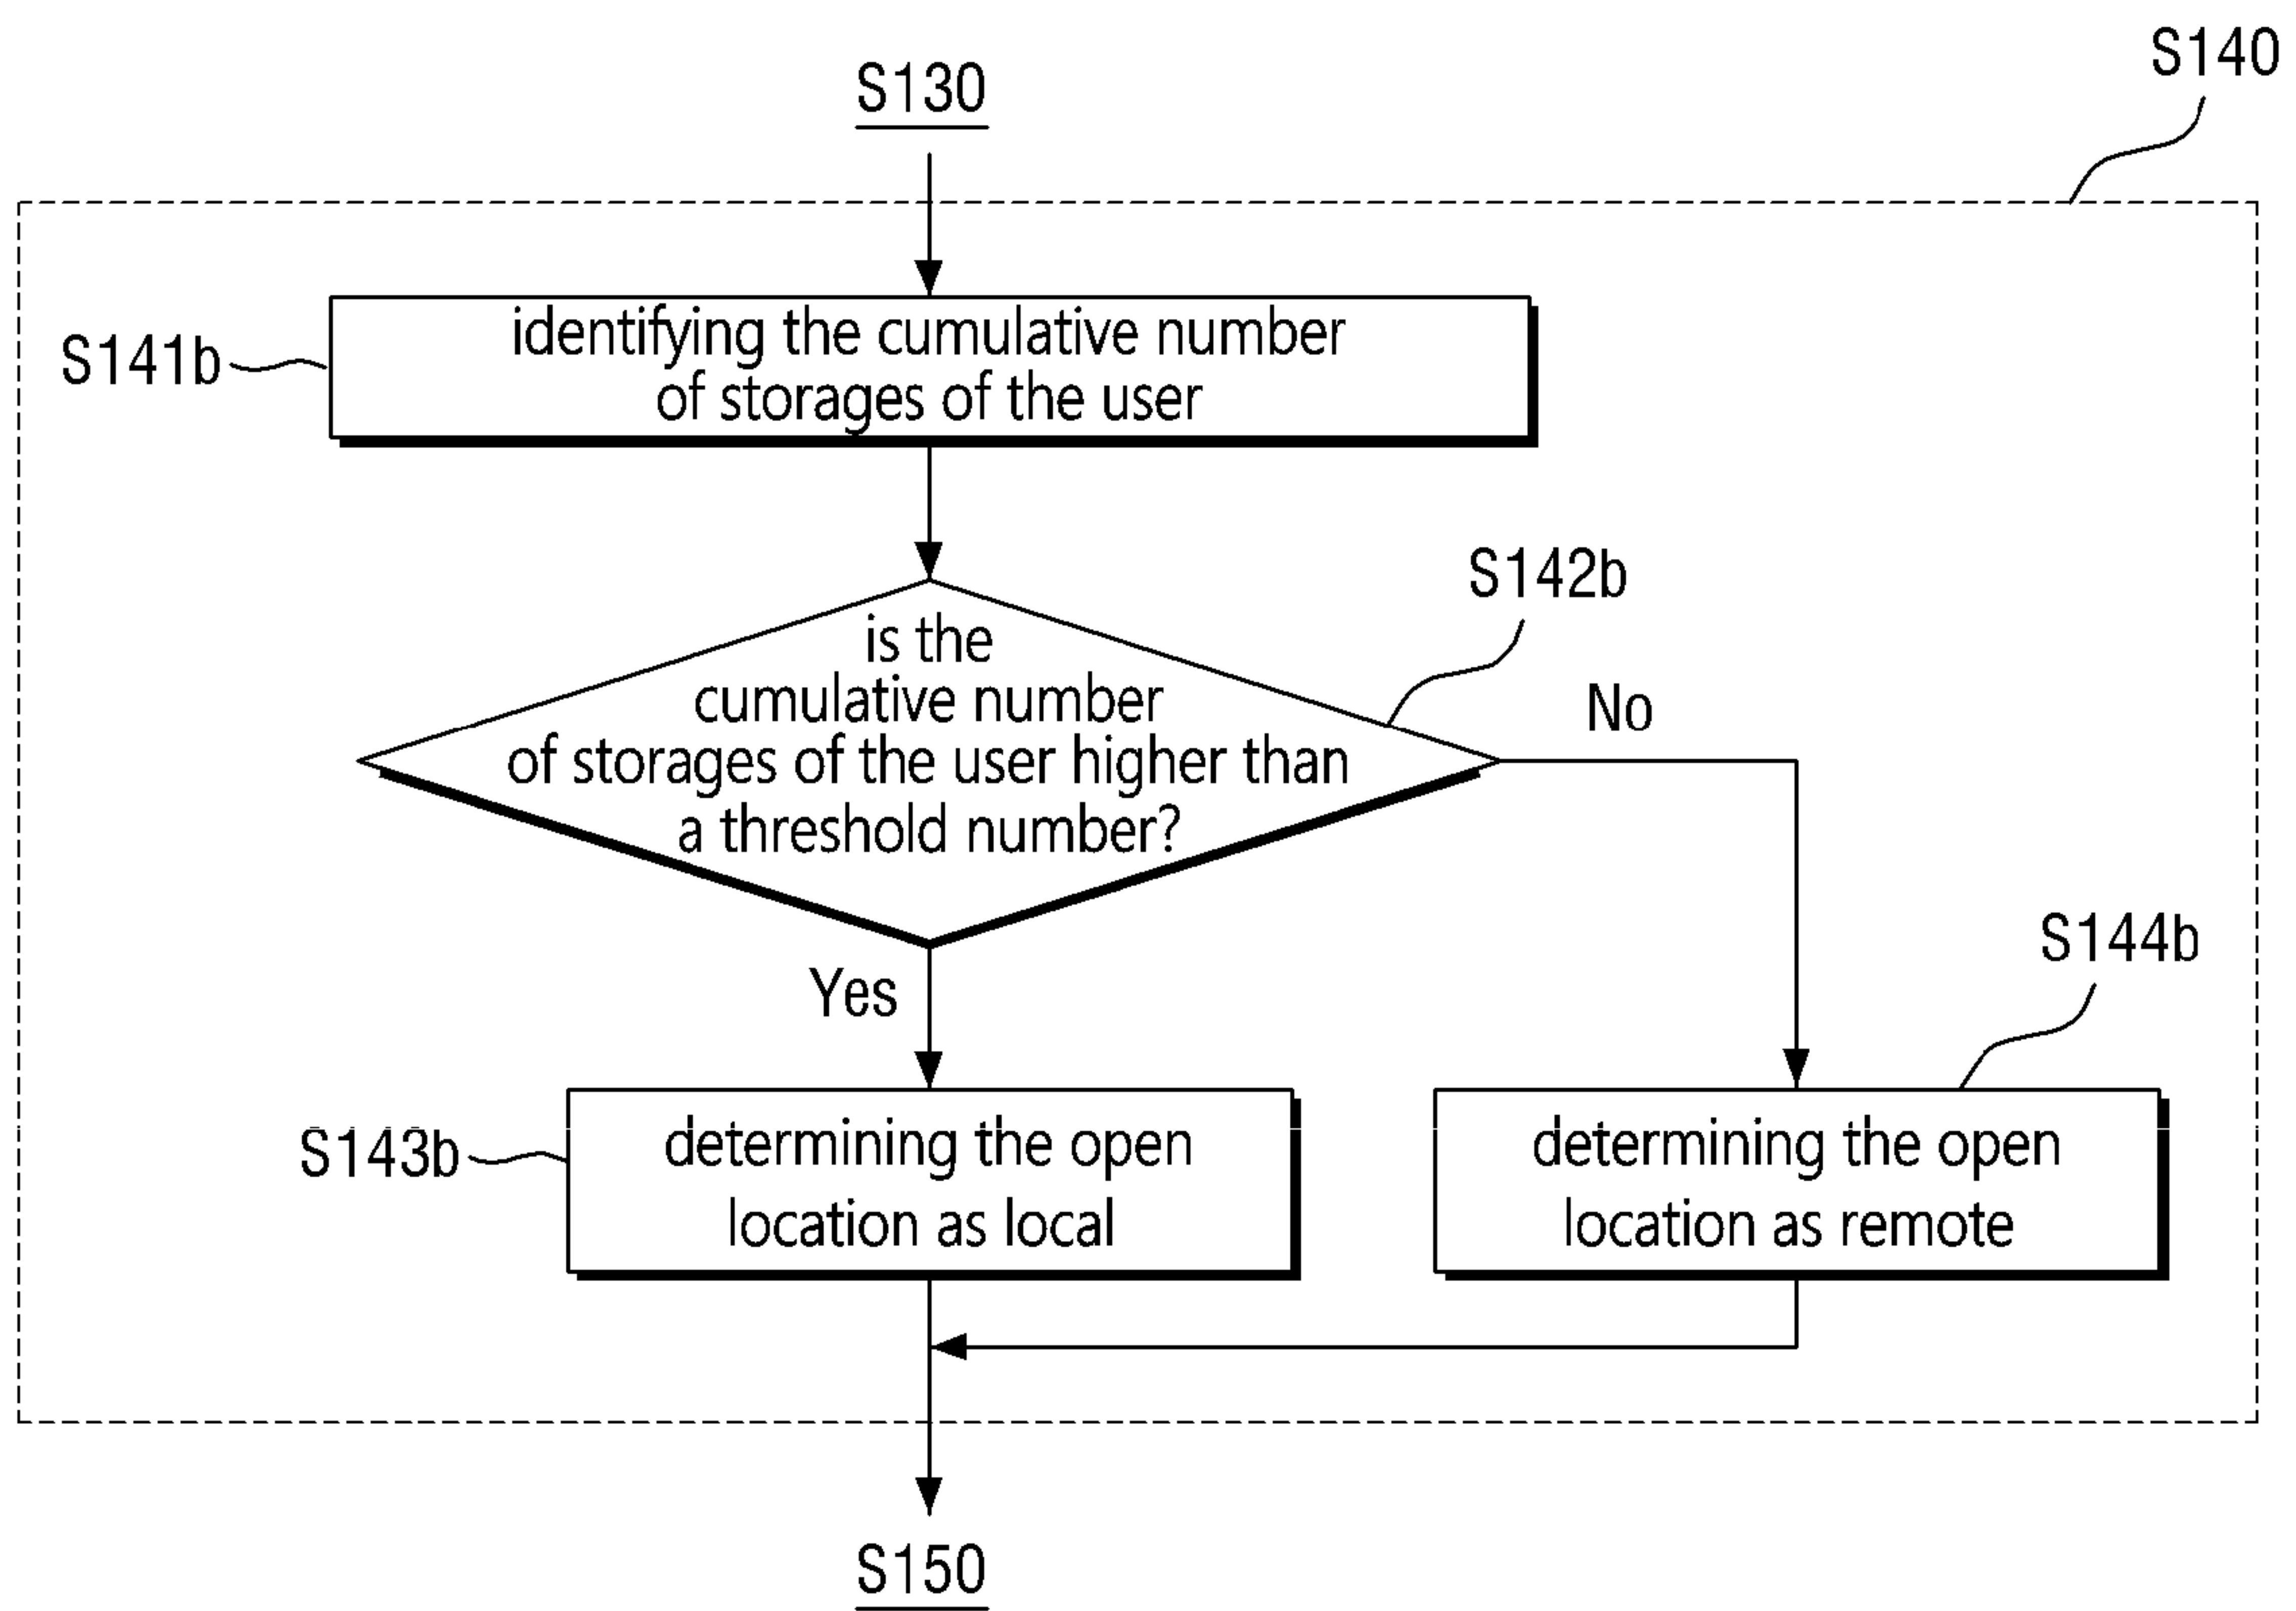 S140
S130
identifying the cumulative number
of storages of the user
S141b
S142b
is the
cumulative number
of storages of the user higher than
a threshold number?
No
Yes
S144b
S143b
determining the open
location as local
determining the open
location as remote
S150